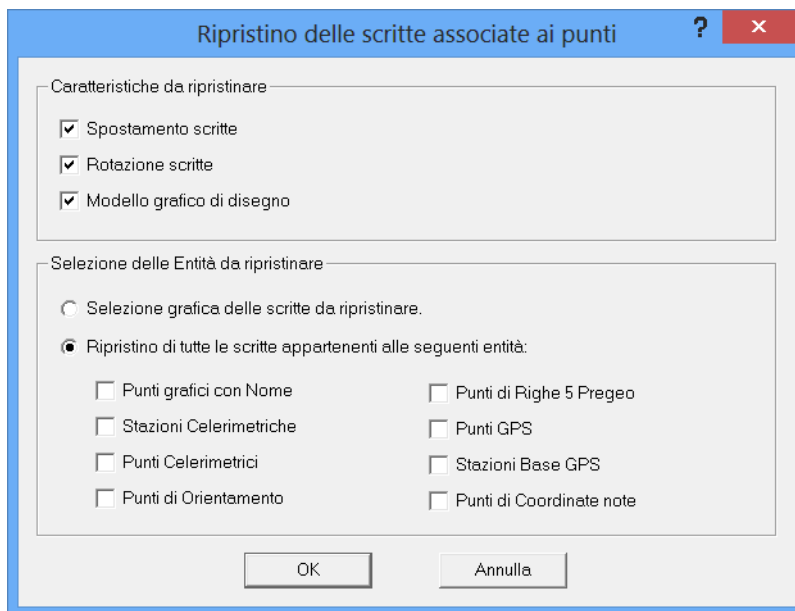 Ripristino delle scritte associate ai punti ? ×
Caratteristiche da ripristinare
Spostamento scritte
Rotazione scritte
Modello grafico di disegno
Selezione delle Entità da ripristinare
Selezione grafica delle scritte da ripristinare.
Ripristino di tutte le scritte appartenenti alle seguenti entità:
Punti grafici con Nome
Stazioni Celerimetriche
Punti Celerimetrici
Punti di Orientamento
Punti di Righe 5 Pregeo
Punti GPS
Stazioni Base GPS
Punti di Coordinate note
OK
Annulla